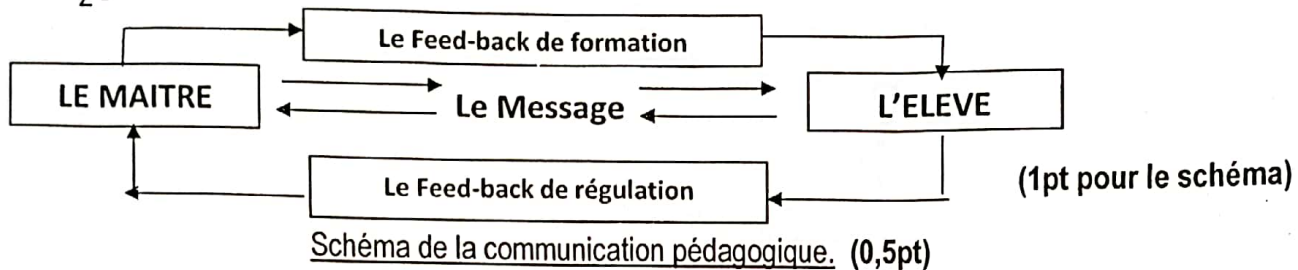 2
Le Feed-back de formation
LE MAITRE
Le Message
L'ELEVE
Le Feed-back de régulation
(1pt pour le schéma)
Schéma de la communication pédagogique. (0,5pt)